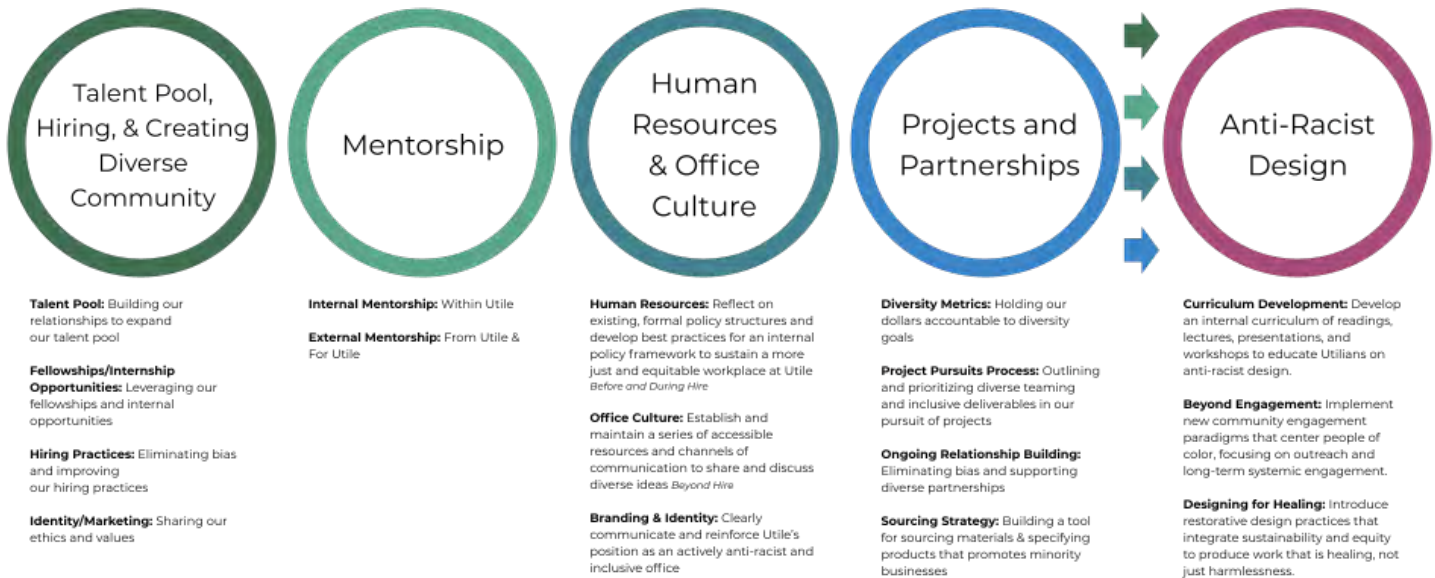 Talent Pool,
Hiring, & Creating
Diverse
Community
Mentorship
Human
Resources
& Office
Culture
Projects and
Partnerships
Anti-Racist
Design
Talent Pool: Building our
relationships to expand
our talent pool
Fellowships/Internship
Opportunities: Leveraging our
fellowships and internal
opportunities
Hiring Practices: Eliminating bias
and improving
our hiring practices
Identity/Marketing: Sharing our
ethics and values
Internal Mentorship: Within Utile
External Mentorship: From Utile &
For Utile
Human Resources: Reflect on
existing, formal policy structures and
develop best practices for an internal
policy framework to sustain a more
just and equitable workplace at Utile
Before and During Hire
Office Culture: Establish and
maintain a series of accessible
resources and channels of
communication to share and discuss
diverse ideas Beyond Hire
Branding & Identity: Clearly
communicate and reinforce Utile's
position as an actively anti-racist and
inclusive office
Diversity Metrics: Holding our
dollars accountable to diversity
goals
Project Pursuits Process: Outlining
and prioritizing diverse teaming
and inclusive deliverables in our
pursuit of projects
Ongoing Relationship Building:
Eliminating bias and supporting
diverse partnerships
Sourcing Strategy: Building a tool
for sourcing materials & specifying
products that promotes minority
businesses
Curriculum Development: Develop
an internal curriculum of readings,
lectures, presentations, and
workshops to educate Utilians on
anti-racist design.
Beyond Engagement: Implement
new community engagement
paradigms that center people of
color, focusing on outreach and
long-term systemic engagement.
Designing for Healing: Introduce
restorative design practices that
integrate sustainability and equity
to produce work that is healing, not
just harmlessness.